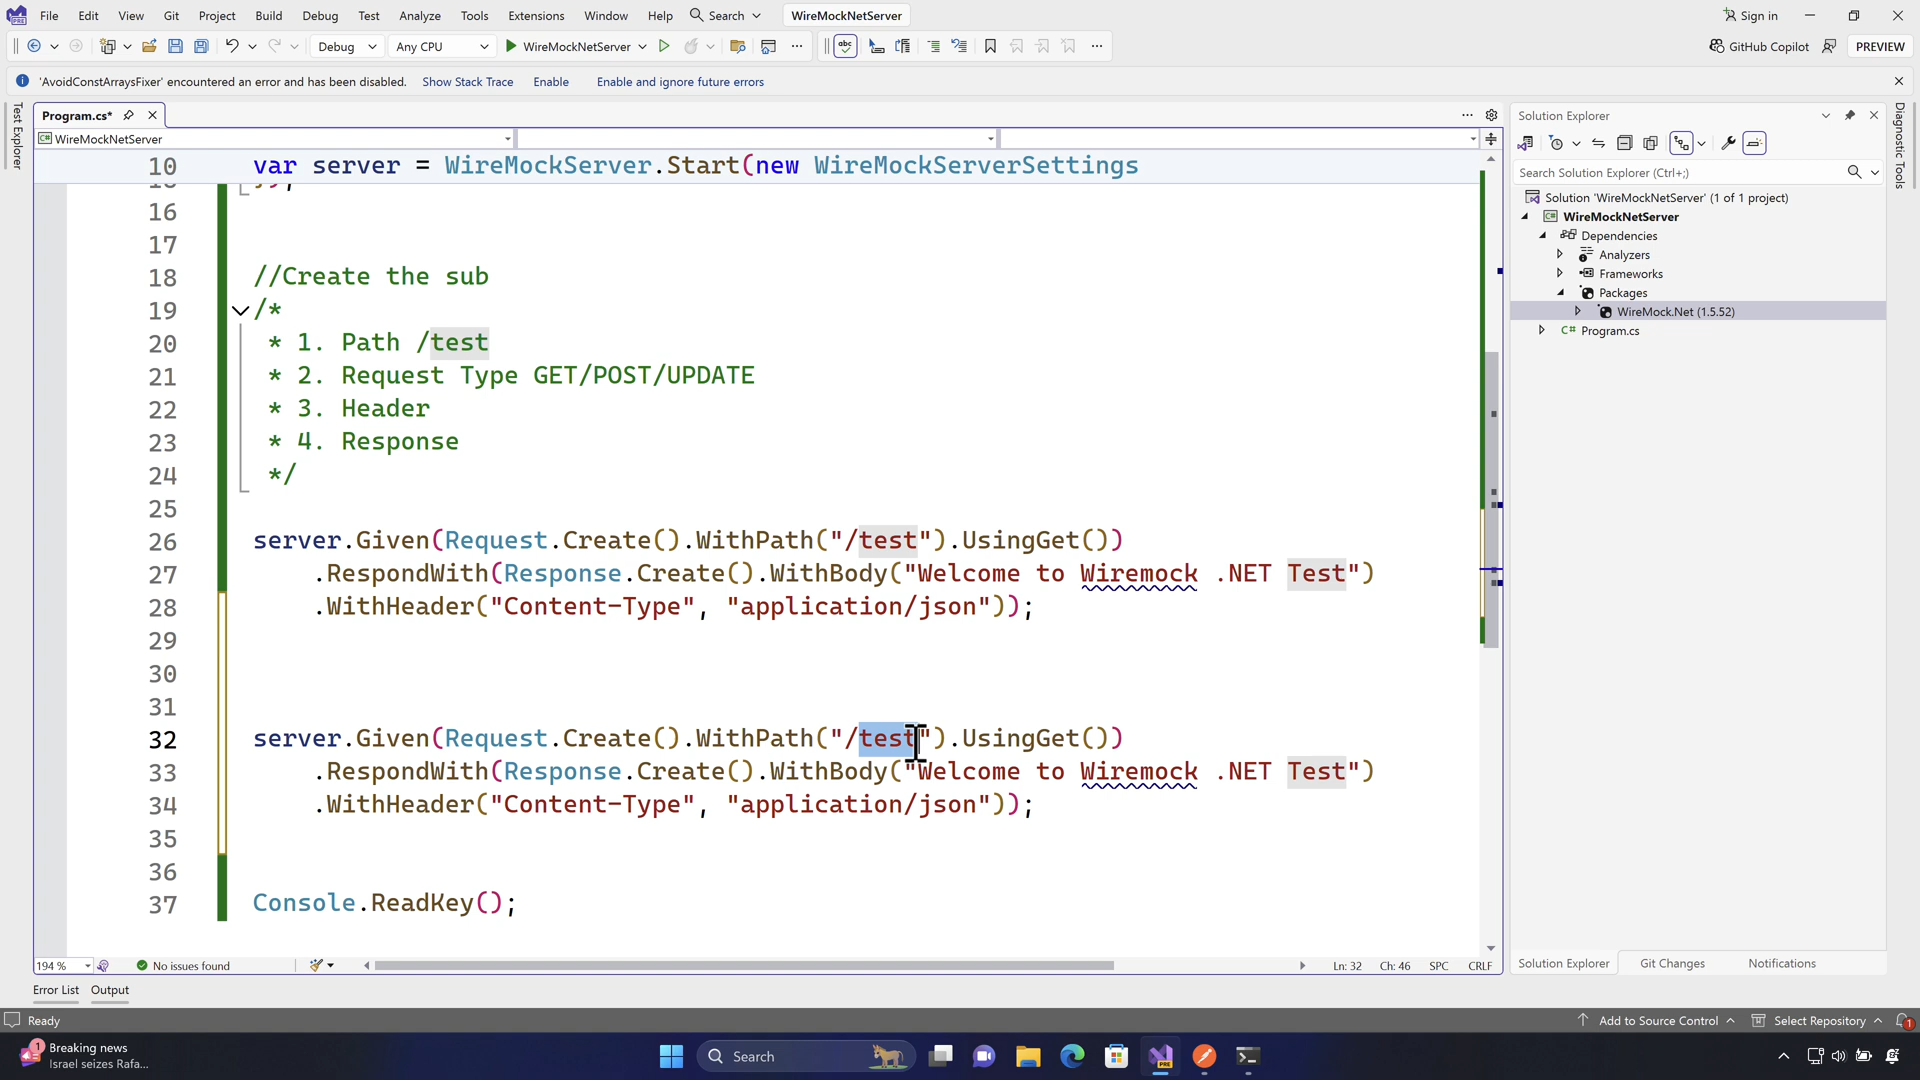 File Edit View Git Project Build Debug Test Analyze Tools Extensions Window Help Search WireMockNetServer Sign in
Debug Any CPU WireMockNetServer GitHub Copilot PREVIEW
'AvoidConstArraysFixer' encountered an error and has been disabled. Show Stack Trace Enable Enable and ignore future errors
Test Explorer
Program.cs*
WireMockNetServer
10 var server = WireMockServer.Start(new WireMockServerSettings
16
17
18 //Create the sub
19 /*
20 * 1. Path /test
21 * 2. Request Type GET/POST/UPDATE
22 * 3. Header
23 * 4. Response
24 */
25
26 server.Given(Request.Create().WithPath("/test").UsingGet())
27 .RespondWith(Response.Create().WithBody("Welcome to Wiremock .NET Test")
28 .WithHeader("Content-Type", "application/json"));
29
30
31
32 server.Given(Request.Create().WithPath("/test").UsingGet())
33 .RespondWith(Response.Create().WithBody("Welcome to Wiremock .NET Test")
34 .WithHeader("Content-Type", "application/json"));
35
36
37 Console.ReadKey();
194 % No issues found Ln: 32 Ch: 46 SPC CRLF
Solution Explorer
Search Solution Explorer (Ctrl+;)
Solution 'WireMockNetServer' (1 of 1 project)
WireMockNetServer
Dependencies
Analyzers
Frameworks
Packages
WireMock.Net (1.5.52)
C# Program.cs
Solution Explorer Git Changes Notifications
Diagnostic Tools
Error List Output
Ready Add to Source Control Select Repository 1
1 Breaking news
Israel seizes Rafa...
Search
PRE